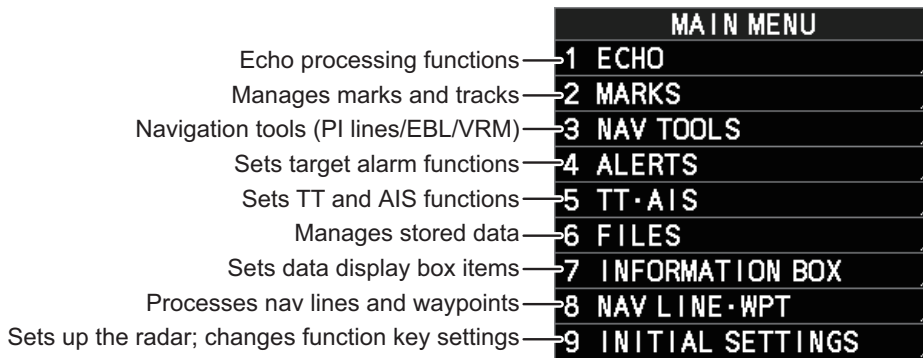 MAIN MENU
Echo processing functions 1 ECHO
Manages marks and tracks 2 MARKS
Navigation tools (PI lines/EBL/VRM) 3 NAV TOOLS
Sets target alarm functions 4 ALERTS
Sets TT and AIS functions 5 TT·AIS
Manages stored data 6 FILES
Sets data display box items 7 INFORMATION BOX
Processes nav lines and waypoints 8 NAV LINE·WPT
Sets up the radar; changes function key settings 9 INITIAL SETTINGS